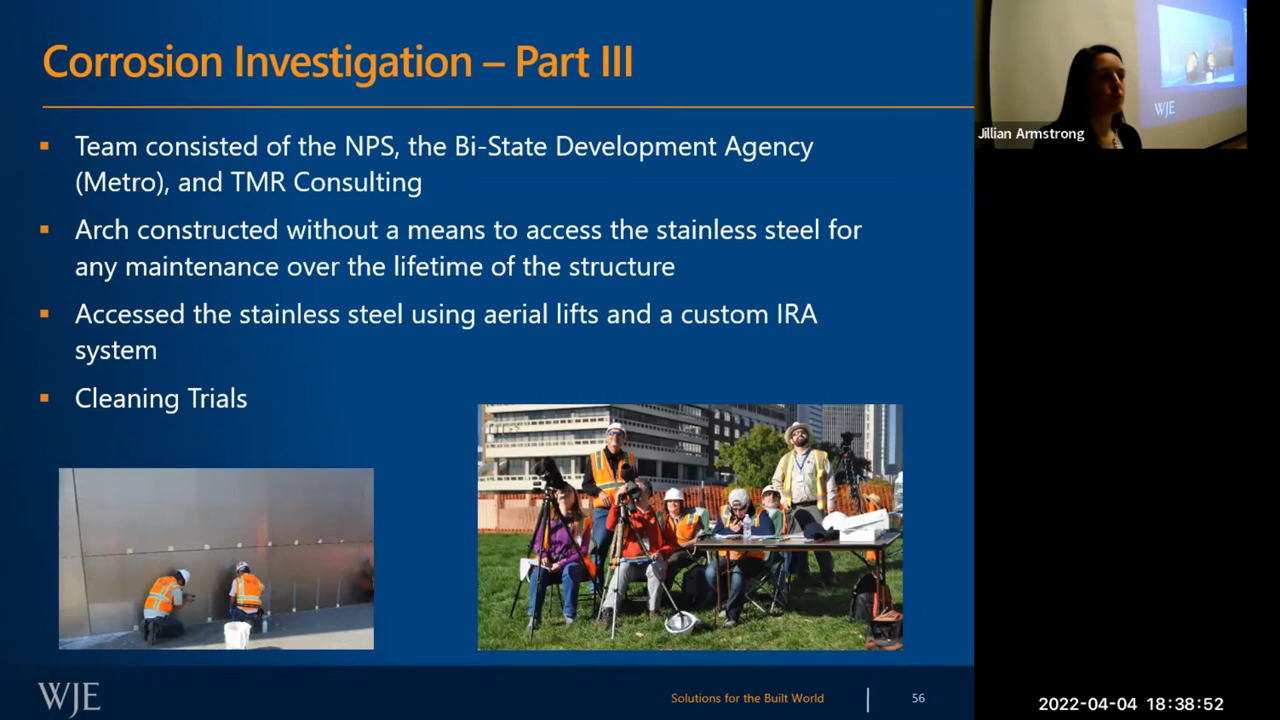 Corrosion Investigation – Part III
▪ Team consisted of the NPS, the Bi-State Development Agency
(Metro), and TMR Consulting
▪ Arch constructed without a means to access the stainless steel for
any maintenance over the lifetime of the structure
▪ Accessed the stainless steel using aerial lifts and a custom IRA
system
▪ Cleaning Trials
WJE
Solutions for the Built World
56
WJE
Jillian Armstrong
2022-04-04 18:38:52